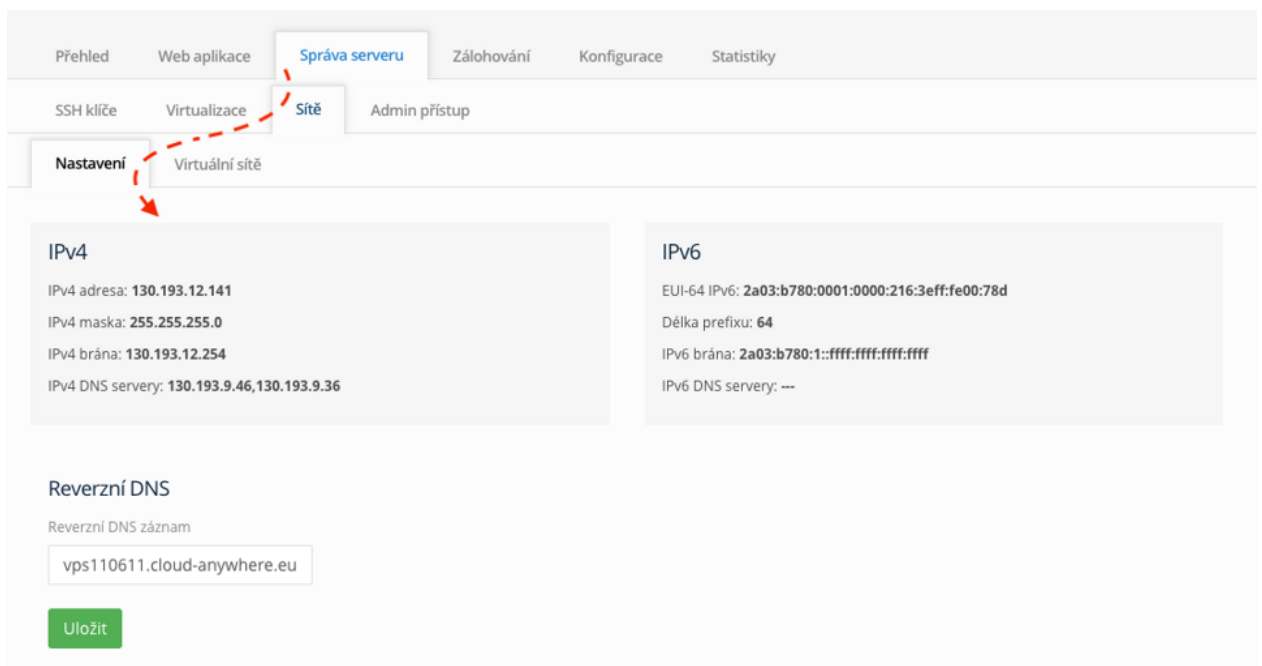 Přehled Web aplikace Správa serveru Zálohování Konfigurace Statistiky
SSH klíče Virtualizace Sítě Admin přístup
Nastavení Virtuální sítě
IPv4
IPv4 adresa: 130.193.12.141
IPv4 maska: 255.255.255.0
IPv4 brána: 130.193.12.254
IPv4 DNS servery: 130.193.9.46,130.193.9.36
IPv6
EUI-64 IPv6: 2a03:b780:0001:0000:216:3eff:fe00:78d
Délka prefixu: 64
IPv6 brána: 2a03:b780:1::ffff:ffff:ffff:ffff
IPv6 DNS servery: ---
Reverzní DNS
Reverzní DNS záznam
vps110611.cloud-anywhere.eu
Uložit